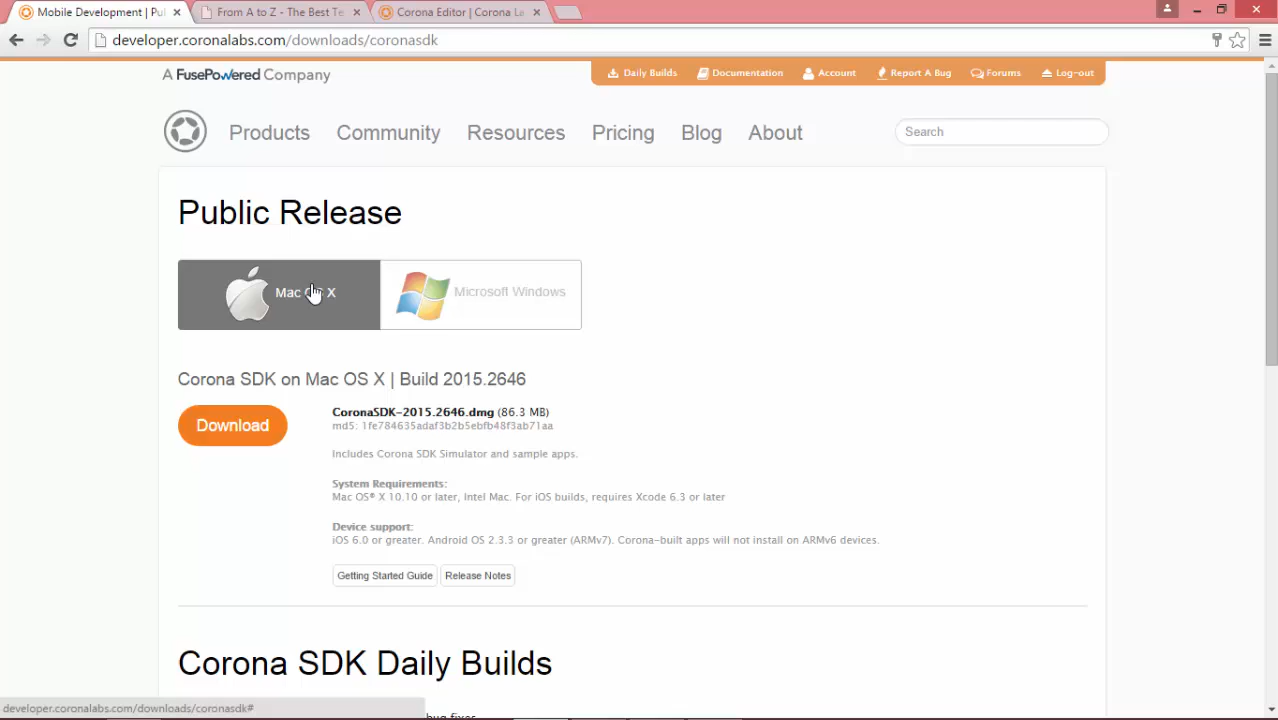 Mobile Development | Pul
From A to Z - The Best Te
Corona Editor | Corona La
developer.coronalabs.com/downloads/coronasdk
A FusePowered Company
Daily Builds
Documentation
Account
Report A Bug
Forums
Log-out
Products
Community
Resources
Pricing
Blog
About
Search
Public Release
Mac OS X
Microsoft Windows
Corona SDK on Mac OS X | Build 2015.2646
Download
CoronaSDK-2015.2646.dmg (86.3 MB)
md5: 1fe784635adaf3b2b5ebfb48f3ab71aa
Includes Corona SDK Simulator and sample apps.
System Requirements:
Mac OS® X 10.10 or later, Intel Mac. For iOS builds, requires Xcode 6.3 or later
Device support:
iOS 6.0 or greater. Android OS 2.3.3 or greater (ARMv7). Corona-built apps will not install on ARMv6 devices.
Getting Started Guide
Release Notes
Corona SDK Daily Builds
developer.coronalabs.com/downloads/coronasdk#
bug fixes